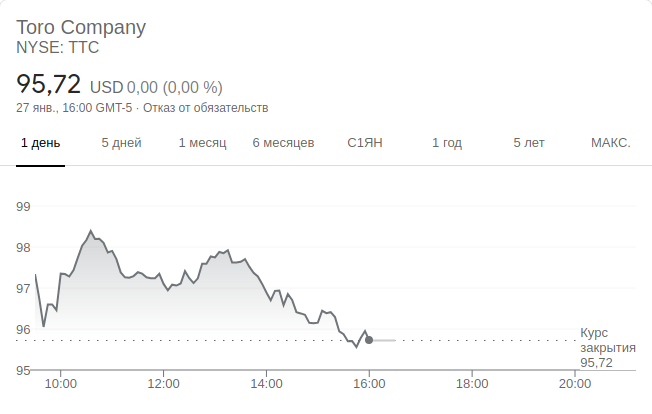 Toro Company
NYSE: TTC
95,72 USD 0,00 (0,00 %)
27 янв., 16:00 GMT-5 · Отказ от обязательств
1 день 5 дней 1 месяц 6 месяцев С1ЯН 1 год 5 лет МАКС.
99
98
97
96
95
Курс
закрытия
95,72
10:00 12:00 14:00 16:00 18:00 20:00